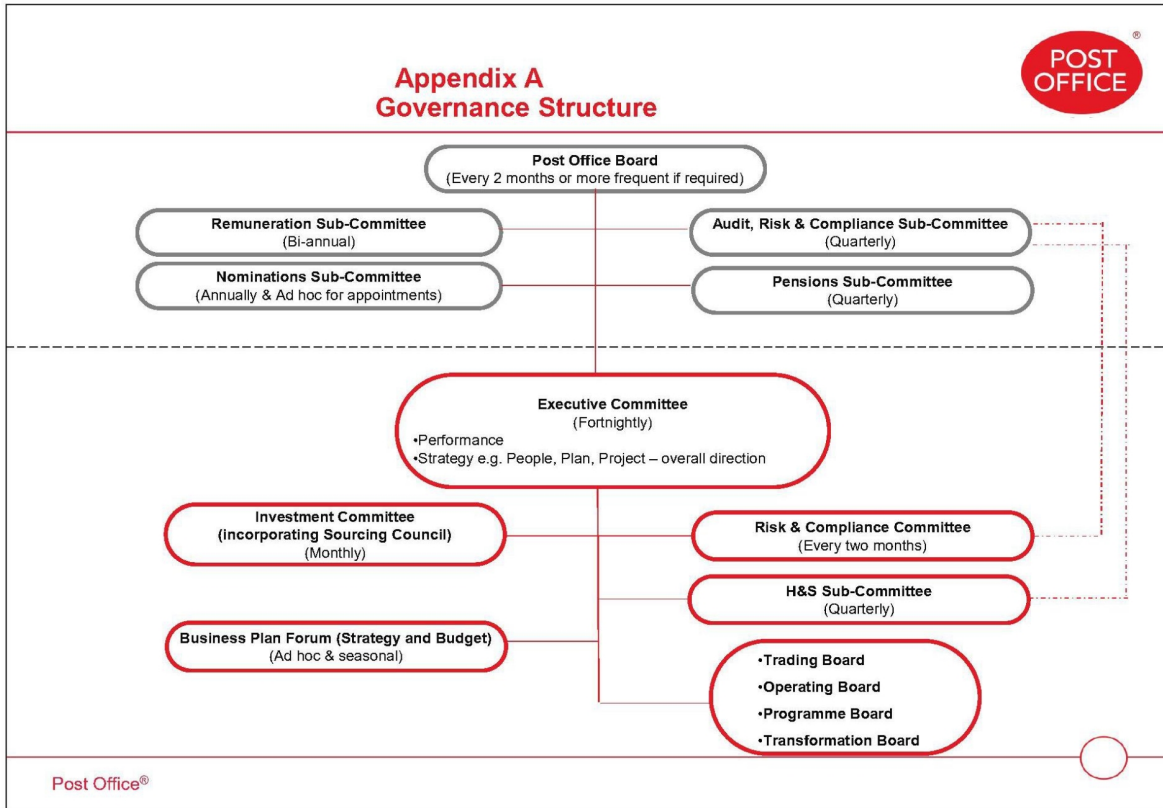 Appendix A
Governance Structure
POST
OFFICE
®
Post Office Board
(Every 2 months or more frequent if required)
Remuneration Sub-Committee
(Bi-annual)
Audit, Risk & Compliance Sub-Committee
(Quarterly)
Nominations Sub-Committee
(Annually & Ad hoc for appointments)
Pensions Sub-Committee
(Quarterly)
Executive Committee
(Fortnightly)
•Performance
•Strategy e.g. People, Plan, Project – overall direction
Investment Committee
(incorporating Sourcing Council)
(Monthly)
Risk & Compliance Committee
(Every two months)
H&S Sub-Committee
(Quarterly)
Business Plan Forum (Strategy and Budget)
(Ad hoc & seasonal)
•Trading Board
•Operating Board
•Programme Board
•Transformation Board
Post Office®